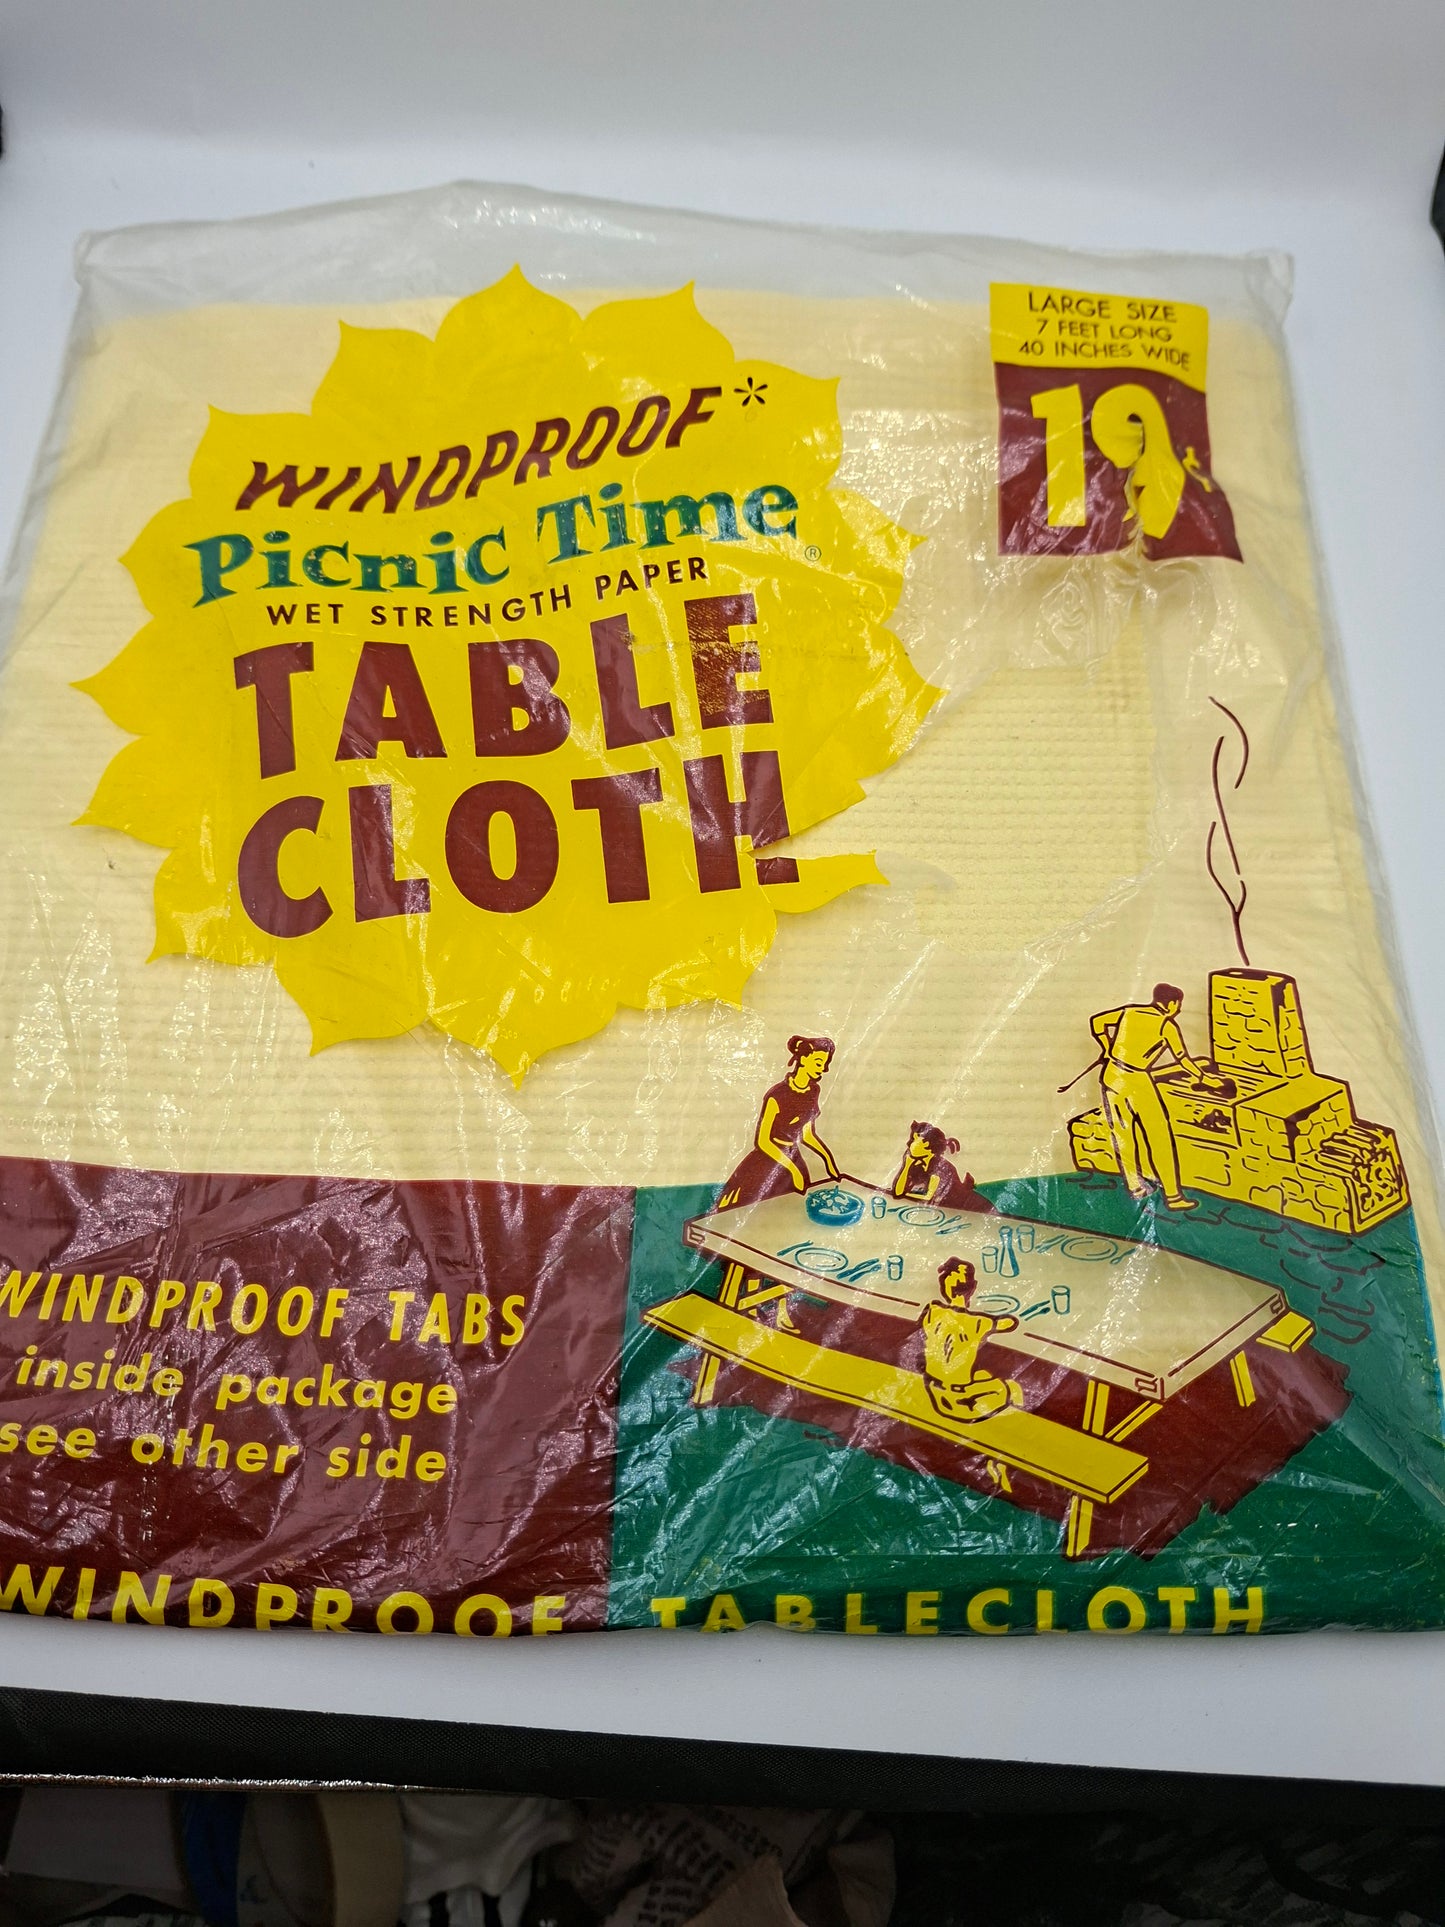 LARGE SIZE
7 FEET LONG
40 INCHES WIDE
19
WINDPROOF*
Picnic Time®
WET STRENGTH PAPER
TABLE
CLOTH
WINDPROOF TABS
inside package
see other side
WINDPROOF TABLECLOTH